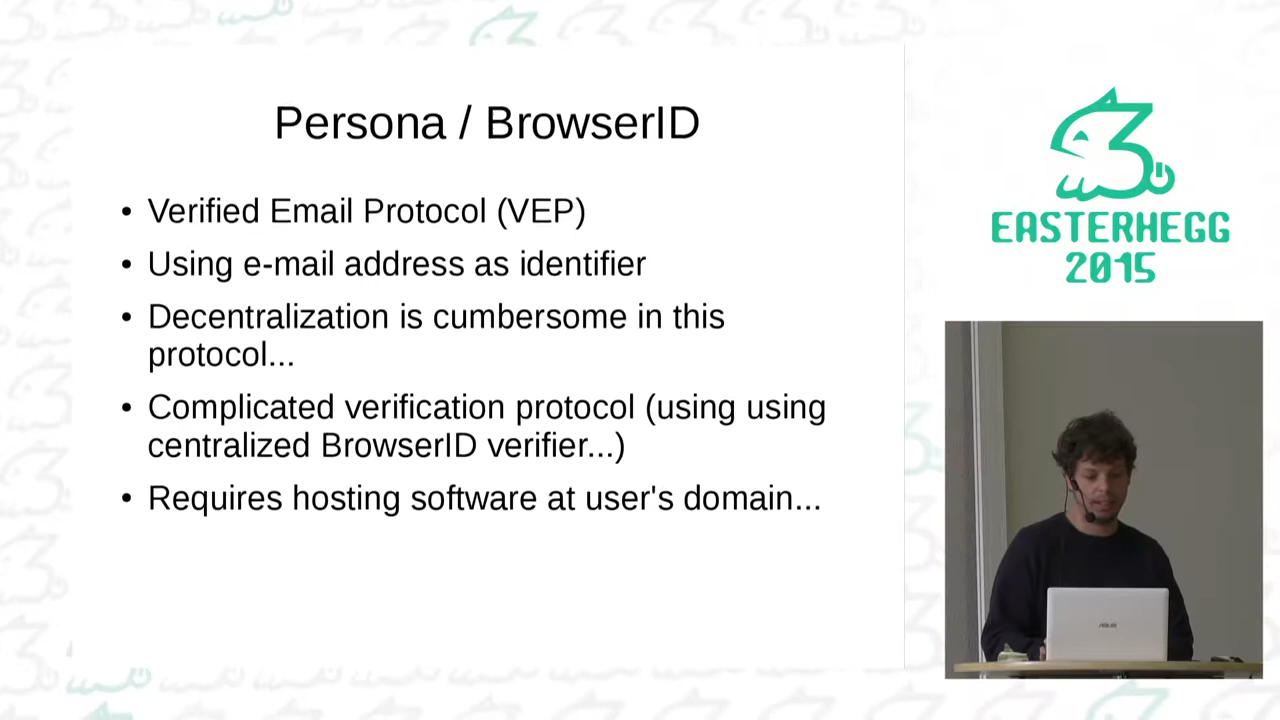 Persona / BrowserID
• Verified Email Protocol (VEP)
• Using e-mail address as identifier
• Decentralization is cumbersome in this
protocol...
• Complicated verification protocol (using using
centralized BrowserID verifier...)
• Requires hosting software at user's domain...
EASTERHEGG
2015
ASUS